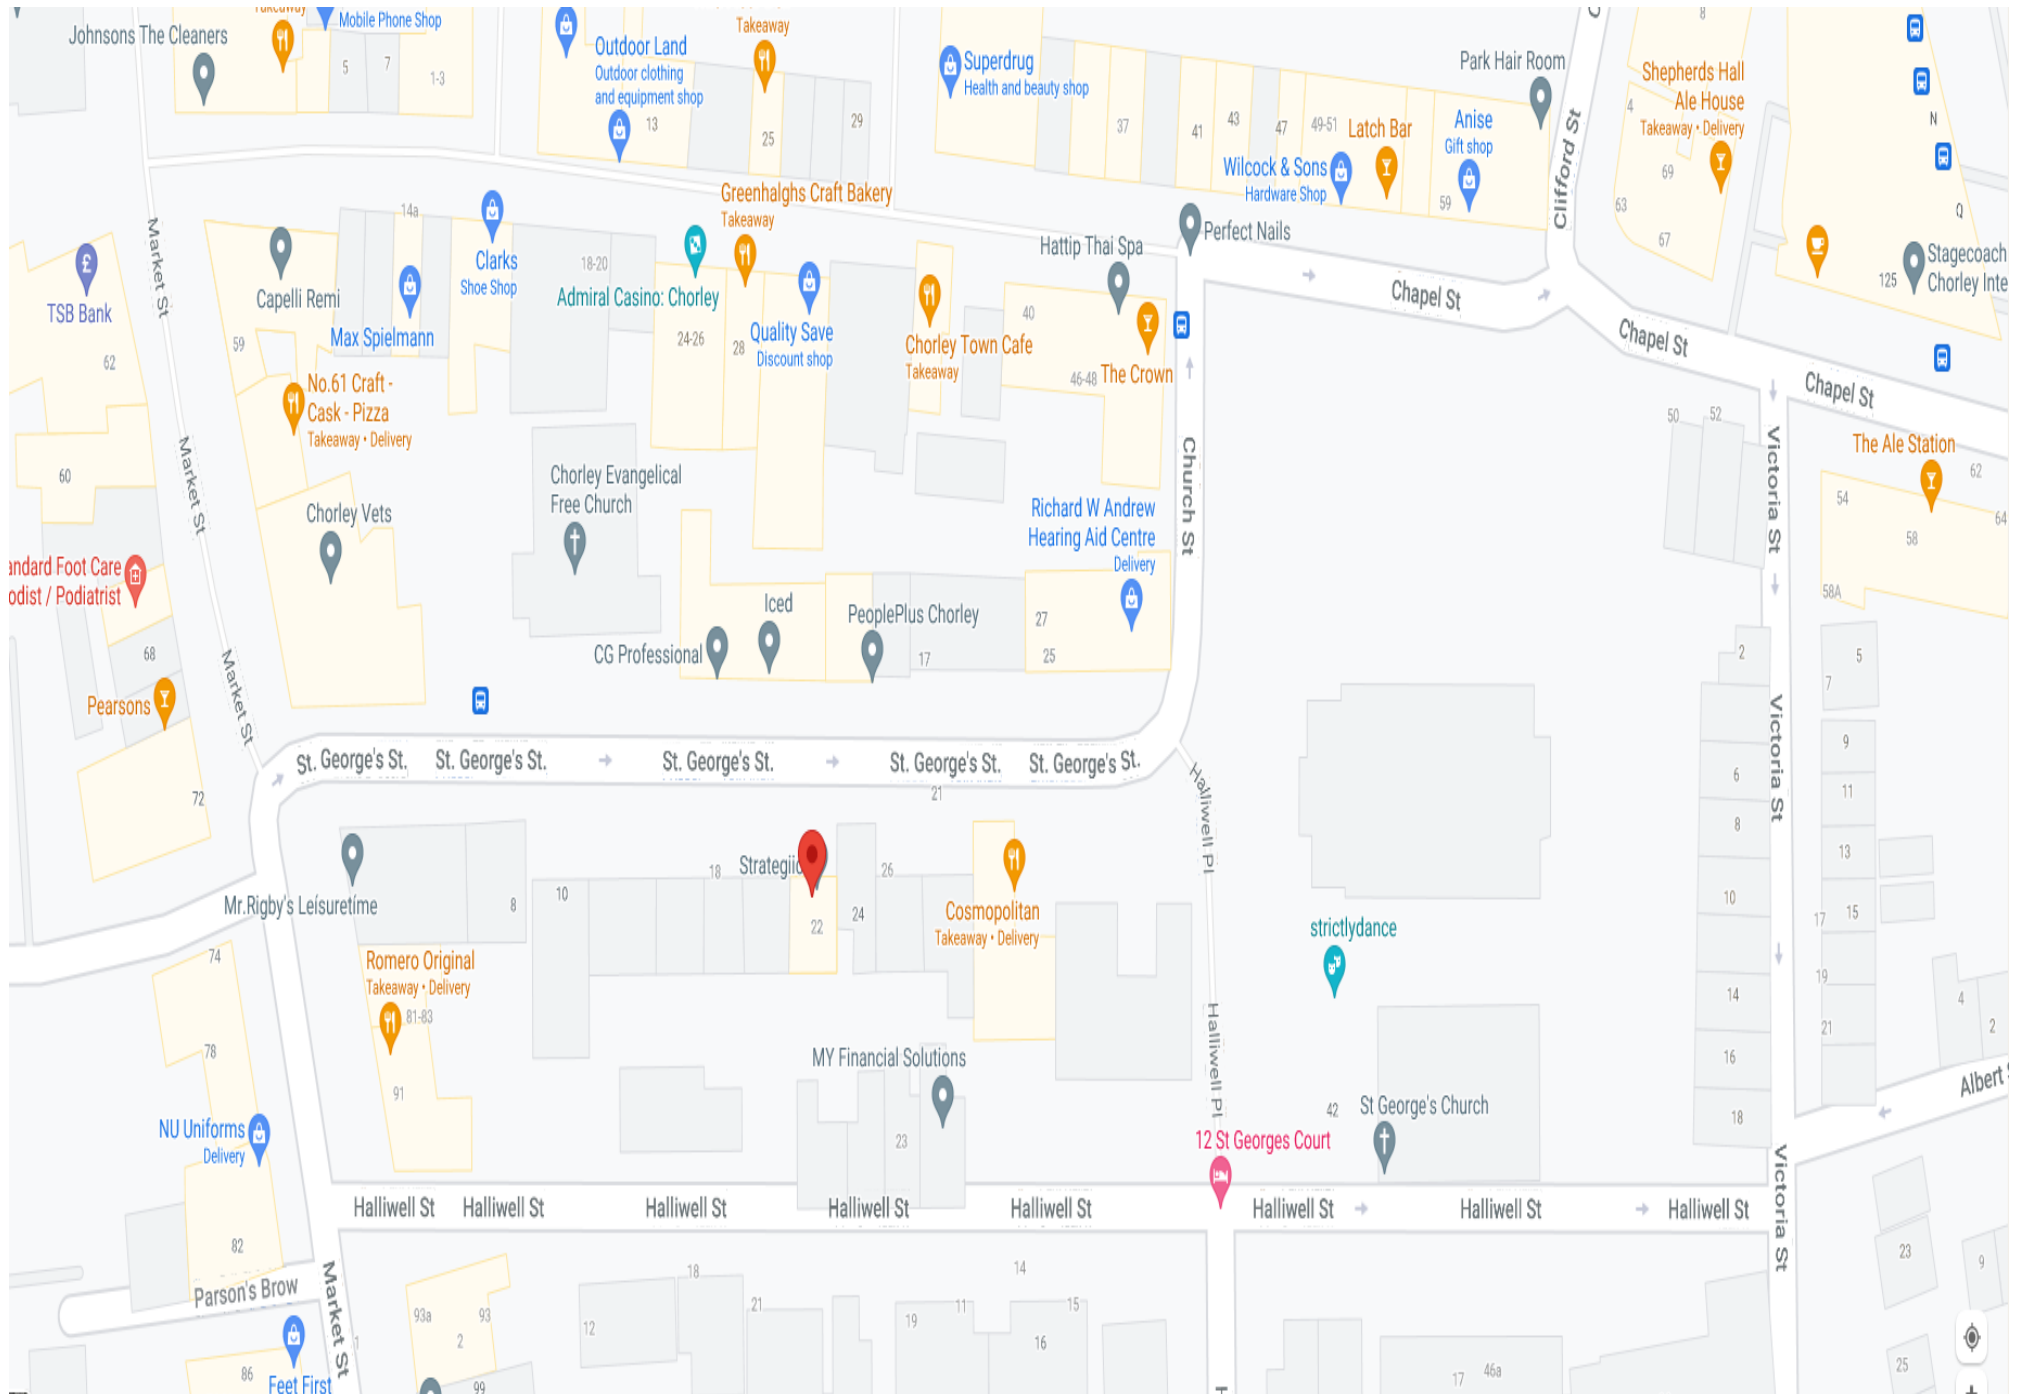 Takeaway
Mobile Phone Shop
Johnsons The Cleaners
5
7
1-3
Outdoor Land
Outdoor clothing
and equipment shop
13
Takeaway
25
29
Superdrug
Health and beauty shop
37
41
43
47
49-51
Latch Bar
Wilcock & Sons
Hardware Shop
Anise
Gift shop
59
Park Hair Room
Clifford St
8
Shepherds Hall
Ale House
Takeaway • Delivery
4
69
63
67
N
Q
Stagecoach
Chorley Inte
125
Market St
TSB Bank
62
Capelli Remi
59
14a
Max Spielmann
Clarks
Shoe Shop
18-20
Greenhalghs Craft Bakery
Takeaway
Admiral Casino: Chorley
24-26
28
Quality Save
Discount shop
Chorley Town Cafe
Takeaway
Hattip Thai Spa
40
46-48
The Crown
Perfect Nails
Chapel St
Chapel St
Chapel St
50
52
Victoria St
The Ale Station
54
62
58
64
58A
No.61 Craft -
Cask - Pizza
Takeaway • Delivery
60
Market St
Chorley Vets
Chorley Evangelical
Free Church
Church St
Richard W Andrew
Hearing Aid Centre
Delivery
andard Foot Care
odist / Podiatrist
68
Pearsons
Market St
72
CG Professional
Iced
PeoplePlus Chorley
17
27
25
2
5
7
Victoria St
9
6
11
8
13
10
17
15
19
14
21
16
18
4
2
St. George's St.
St. George's St.
St. George's St.
St. George's St.
St. George's St.
21
Halliwell Pl
Mr.Rigby's Leisuretime
8
10
18
Strategiic
22
24
26
Cosmopolitan
Takeaway • Delivery
strictlydance
74
78
Romero Original
Takeaway • Delivery
81-83
91
MY Financial Solutions
23
Halliwell Pl
42
St George's Church
12 St Georges Court
Albert
NU Uniforms
Delivery
82
Halliwell St
Halliwell St
Halliwell St
Halliwell St
Halliwell St
Halliwell St
Halliwell St
Halliwell St
Victoria St
Parson's Brow
Market St
93a
93
2
1
12
18
21
14
11
19
15
16
23
9
25
86
Feet First
99
17
46a